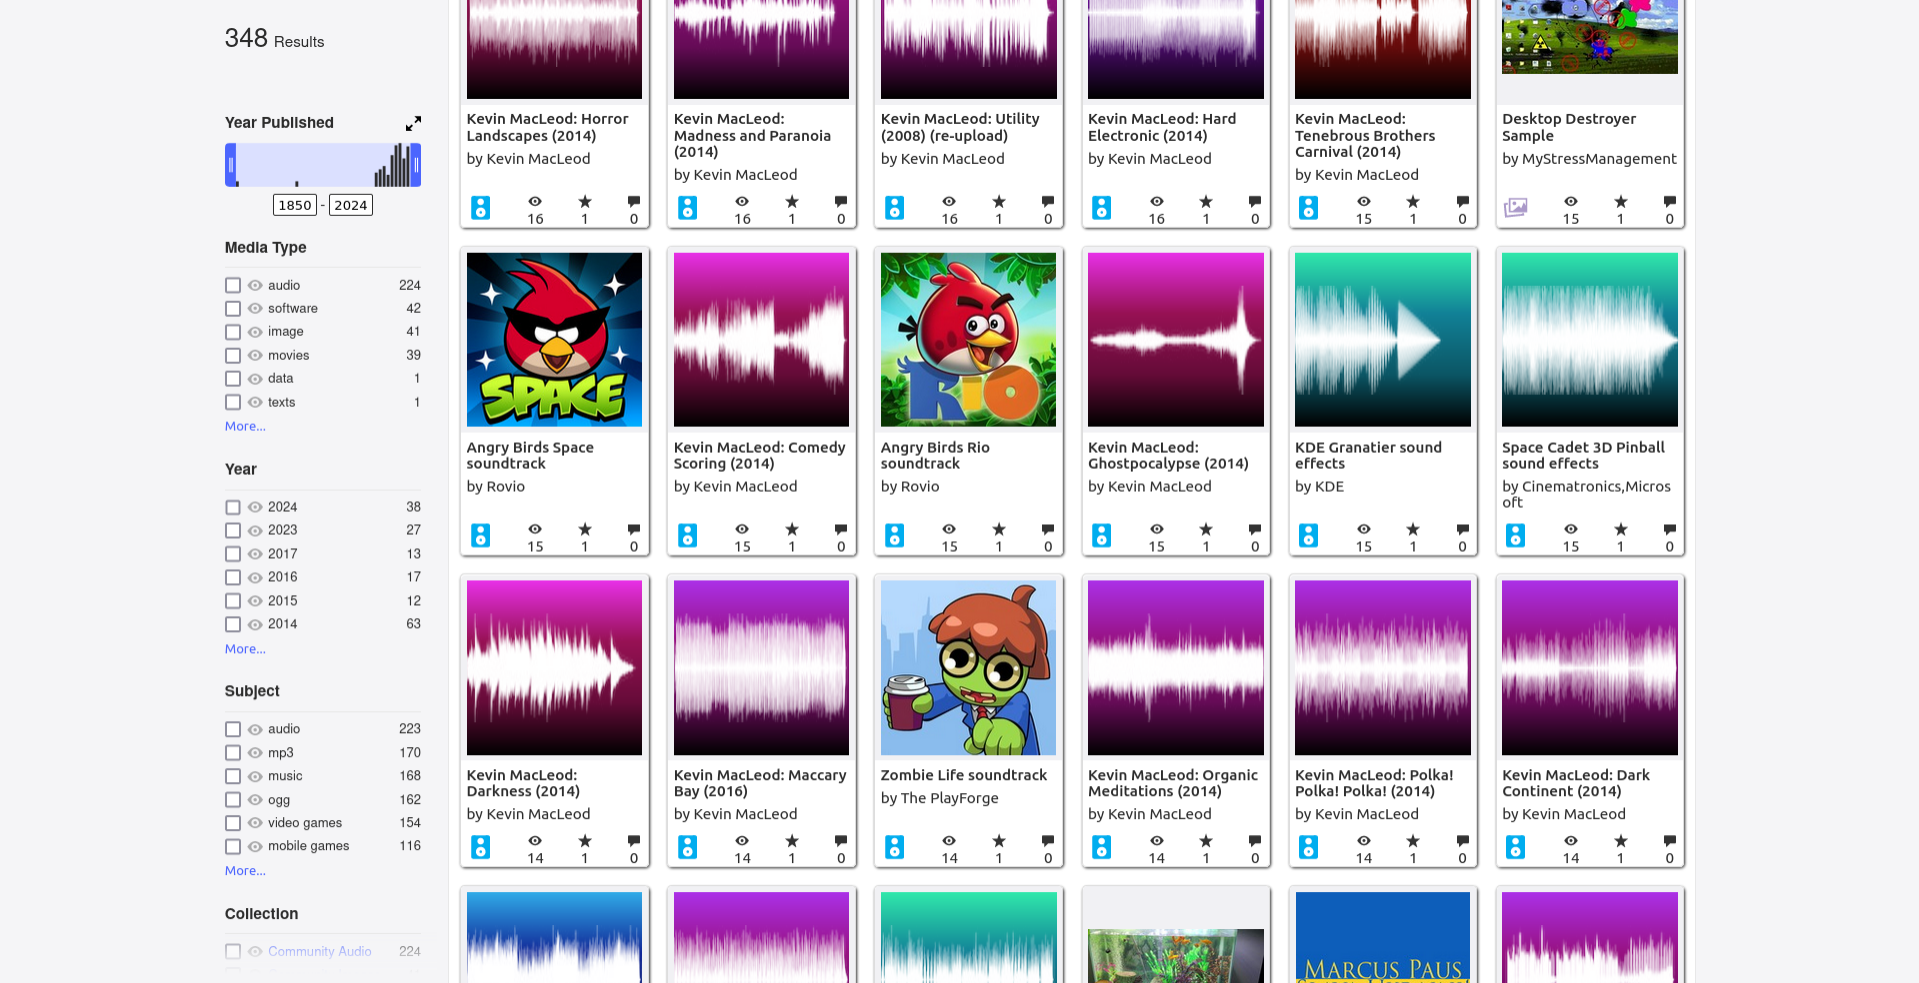 348 Results
Year Published
1850 - 2024
Media Type
audio 224
software 42
image 41
movies 39
data 1
texts 1
More...
Year
2024 38
2023 27
2017 13
2016 17
2015 12
2014 63
More...
Subject
audio 223
mp3 170
music 168
ogg 162
video games 154
mobile games 116
More...
Collection
Community Audio 224
Kevin MacLeod: Horror
Landscapes (2014)
by Kevin MacLeod
16 1 0
Kevin MacLeod:
Madness and Paranoia
(2014)
by Kevin MacLeod
16 1 0
Kevin MacLeod: Utility
(2008) (re-upload)
by Kevin MacLeod
16 1 0
Kevin MacLeod: Hard
Electronic (2014)
by Kevin MacLeod
16 1 0
Kevin MacLeod:
Tenebrous Brothers
Carnival (2014)
by Kevin MacLeod
15 1 0
Desktop Destroyer
Sample
by MyStressManagement
15 1 0
SPACE
Angry Birds Space
soundtrack
by Rovio
15 1 0
Kevin MacLeod: Comedy
Scoring (2014)
by Kevin MacLeod
15 1 0
RiO
Angry Birds Rio
soundtrack
by Rovio
15 1 0
Kevin MacLeod:
Ghostpocalypse (2014)
by Kevin MacLeod
15 1 0
KDE Granatier sound
effects
by KDE
15 1 0
Space Cadet 3D Pinball
sound effects
by Cinematronics,Micros
oft
15 1 0
Kevin MacLeod:
Darkness (2014)
by Kevin MacLeod
14 1 0
Kevin MacLeod: Maccary
Bay (2016)
by Kevin MacLeod
14 1 0
Zombie Life soundtrack
by The PlayForge
14 1 0
Kevin MacLeod: Organic
Meditations (2014)
by Kevin MacLeod
14 1 0
Kevin MacLeod: Polka!
Polka! Polka! (2014)
by Kevin MacLeod
14 1 0
Kevin MacLeod: Dark
Continent (2014)
by Kevin MacLeod
14 1 0
MARCUS PAUS